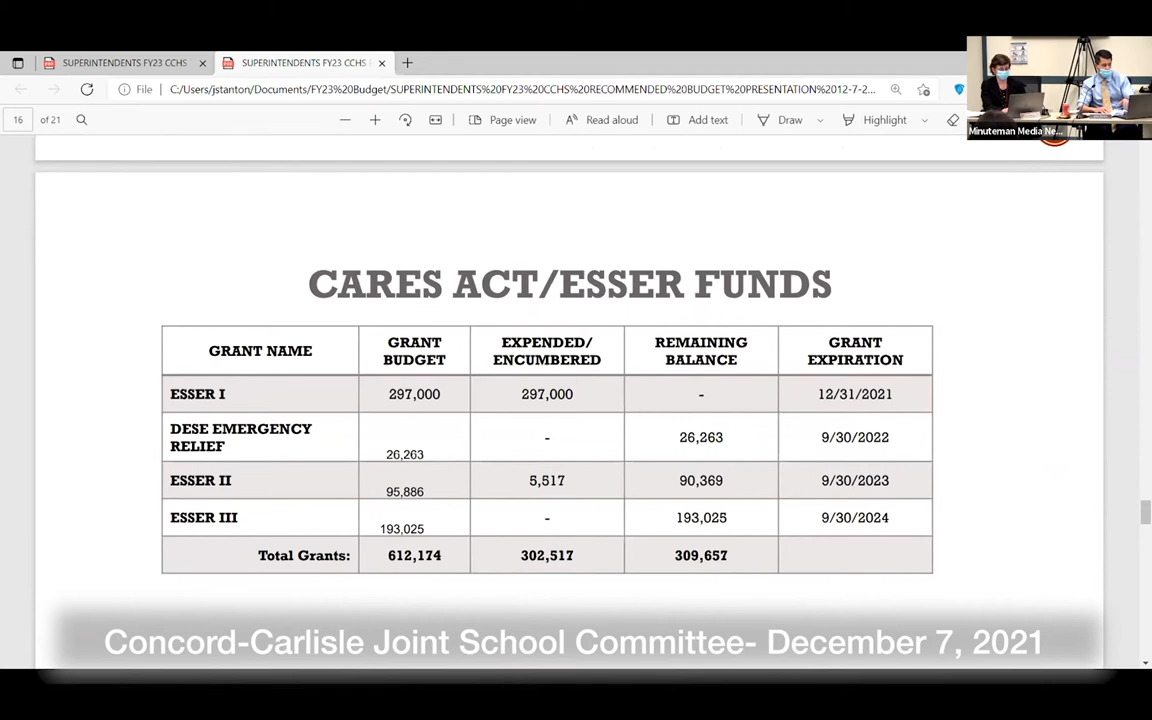 SUPERINTENDENTS FY23 CCHS
SUPERINTENDENTS FY23 CCHS
File
C:/Users/jstanton/Documents/FY23%20Budget/SUPERINTENDENTS%20FY23%20CCHS%20RECOMMENDED%20BUDGET%20PRESENTATION%2012-7-2...
16 of 21
Page view
Read aloud
Add text
Draw
Highlight
Minuteman Media Ne...
CARES ACT/ESSER FUNDS
GRANT NAME
GRANT
BUDGET
EXPENDED/
ENCUMBERED
REMAINING
BALANCE
GRANT
EXPIRATION
ESSER I 297,000 297,000 - 12/31/2021
DESE EMERGENCY
RELIEF 26,263 - 26,263 9/30/2022
ESSER II 95,886 5,517 90,369 9/30/2023
ESSER III 193,025 - 193,025 9/30/2024
Total Grants: 612,174 302,517 309,657
Concord-Carlisle Joint School Committee- December 7, 2021